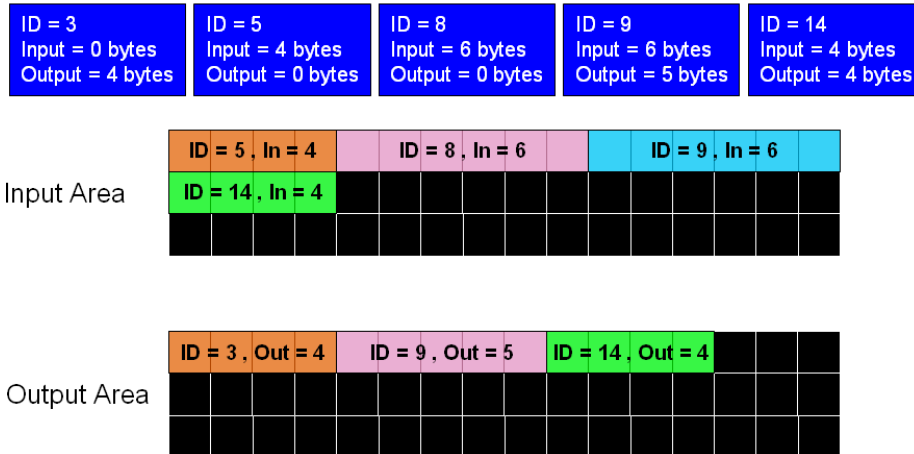 ID = 3
Input = 0 bytes
Output = 4 bytes
ID = 5
Input = 4 bytes
Output = 0 bytes
ID = 8
Input = 6 bytes
Output = 0 bytes
ID = 9
Input = 6 bytes
Output = 5 bytes
ID = 14
Input = 4 bytes
Output = 4 bytes
Input Area
ID = 5 , In = 4
ID = 8 , In = 6
ID = 9 , In = 6
ID = 14 , In = 4
Output Area
ID = 3 , Out = 4
ID = 9 , Out = 5
ID = 14 , Out = 4